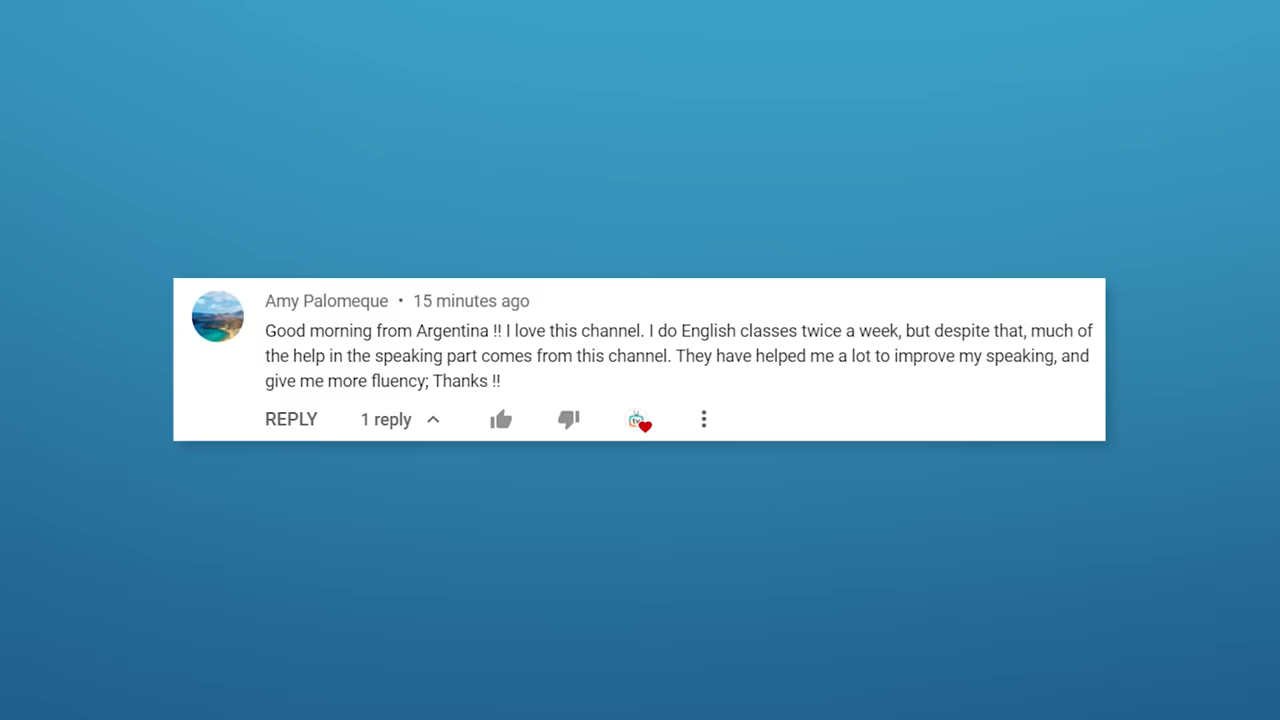 Amy Palomeque • 15 minutes ago
Good morning from Argentina !! I love this channel. I do English classes twice a week, but despite that, much of
the help in the speaking part comes from this channel. They have helped me a lot to improve my speaking, and
give me more fluency; Thanks !!
REPLY 1 reply
tv